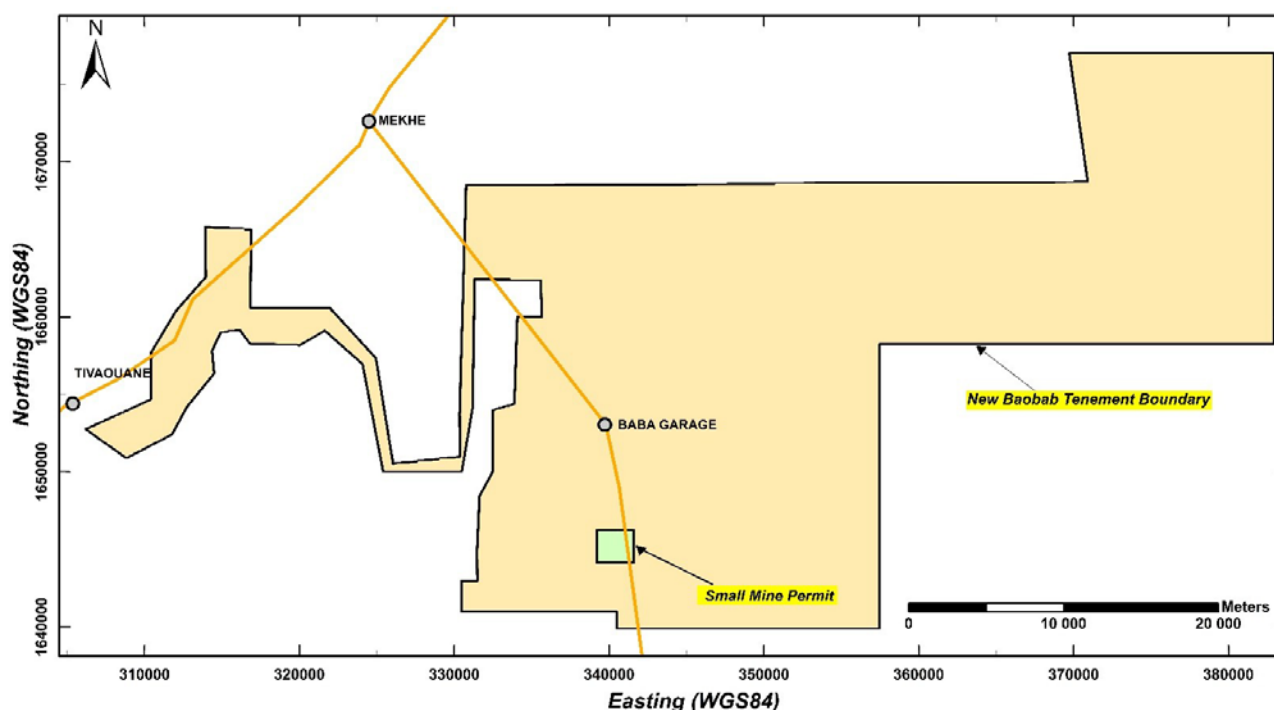 N
MEKHE
TIVAOUANE
BABA GARAGE
New Baobab Tenement Boundary
Small Mine Permit
Meters
0
10 000
20 000
Northing (WGS84)
1670000
1660000
1650000
1640000
310000
320000
330000
340000
350000
360000
370000
380000
Easting (WGS84)